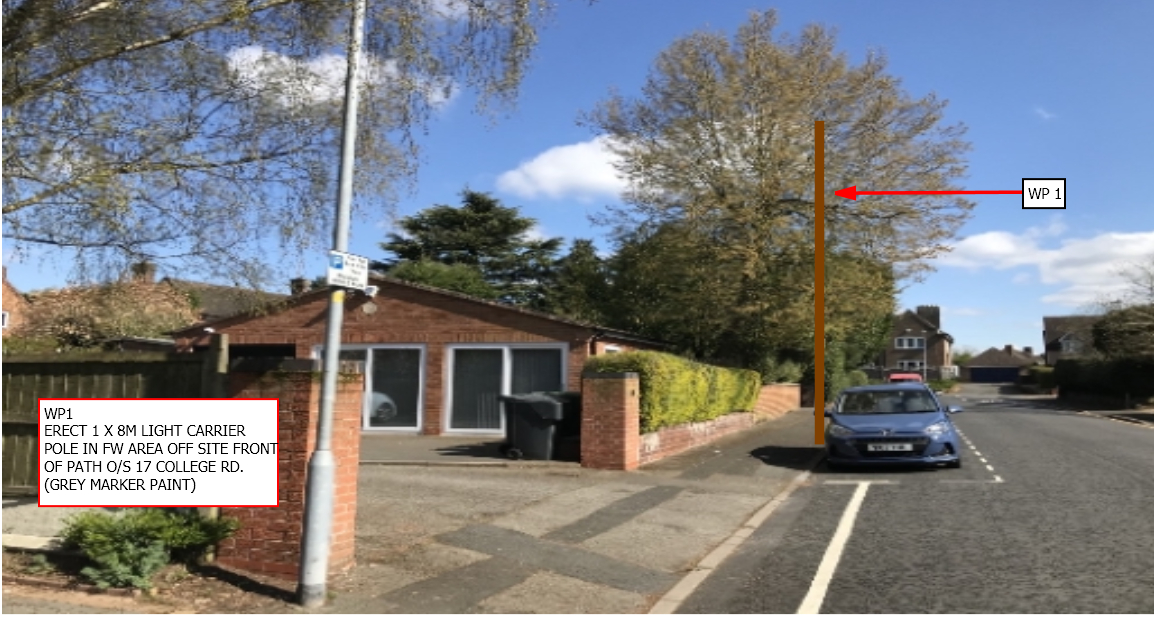 WP 1
WP1
ERECT 1 X 8M LIGHT CARRIER
POLE IN FW AREA OFF SITE FRONT
OF PATH O/S 17 COLLEGE RD.
(GREY MARKER PAINT)
P